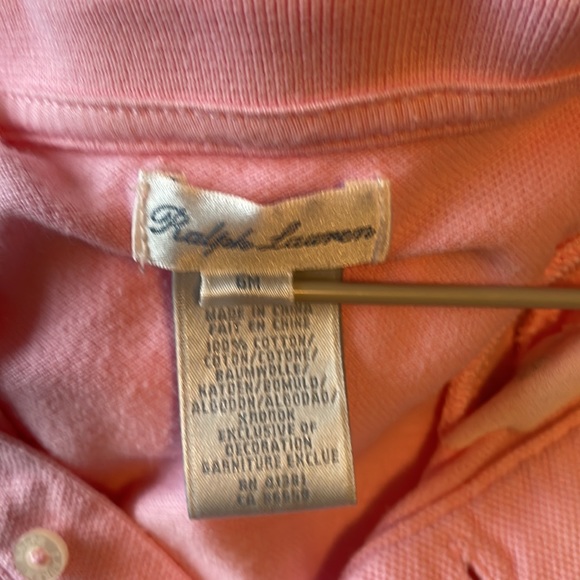 Ralph Lauren
6M
MADE IN CHINA
FAIT EN CHINE
100% COTTON/
COTON/COTONE/
BAUMWOLLE/
KATOEN/BOMULD/
ALGODON/ALGODAO/
ХЛОПОК
EXCLUSIVE OF
DECORATION
GARNITURE EXCLUE
RN 41381
CA